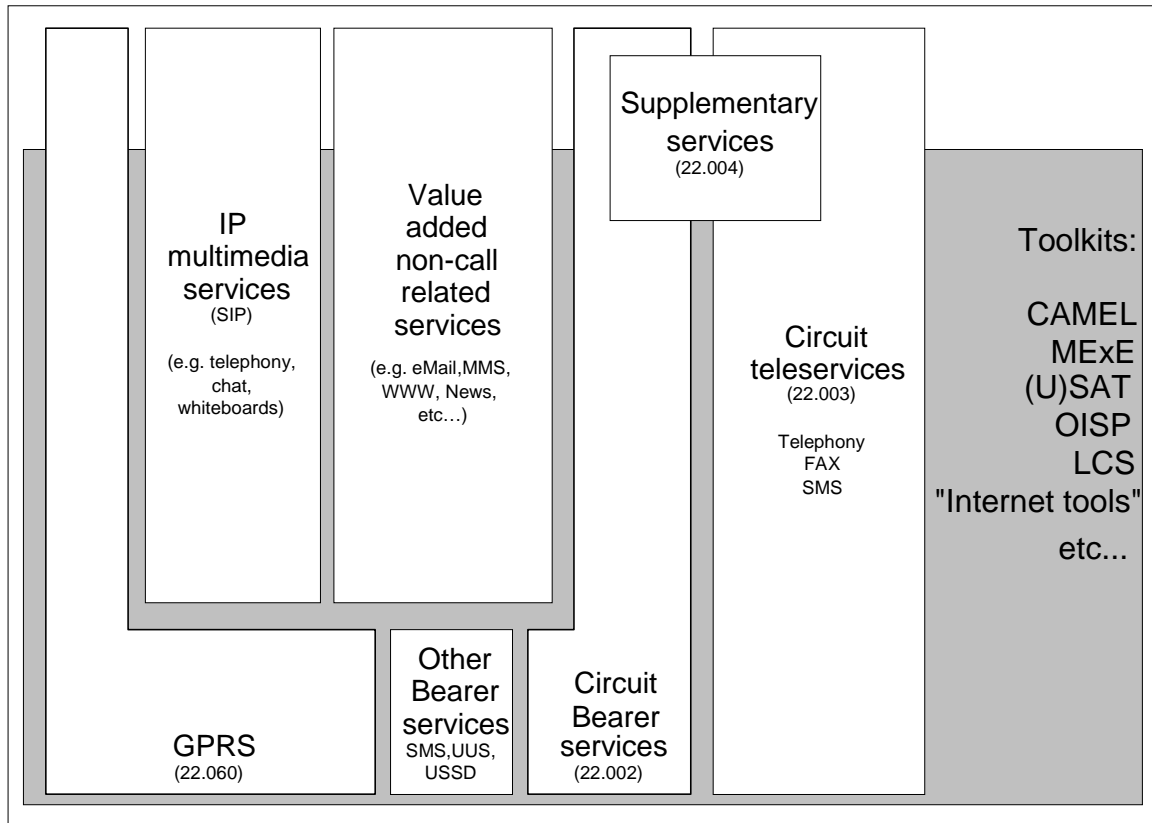 Supplementary
services
(22.004)
IP
multimedia
services
(SIP)
(e.g. telephony,
chat,
whiteboards)
Value
added
non-call
related
services
(e.g. eMail,MMS,
WWW, News,
etc…)
Circuit
teleservices
(22.003)
Telephony
FAX
SMS
Toolkits:
CAMEL
MExE
(U)SAT
OISP
LCS
"Internet tools"
etc...
GPRS
(22.060)
Other
Bearer
services
SMS,UUS,
USSD
Circuit
Bearer
services
(22.002)